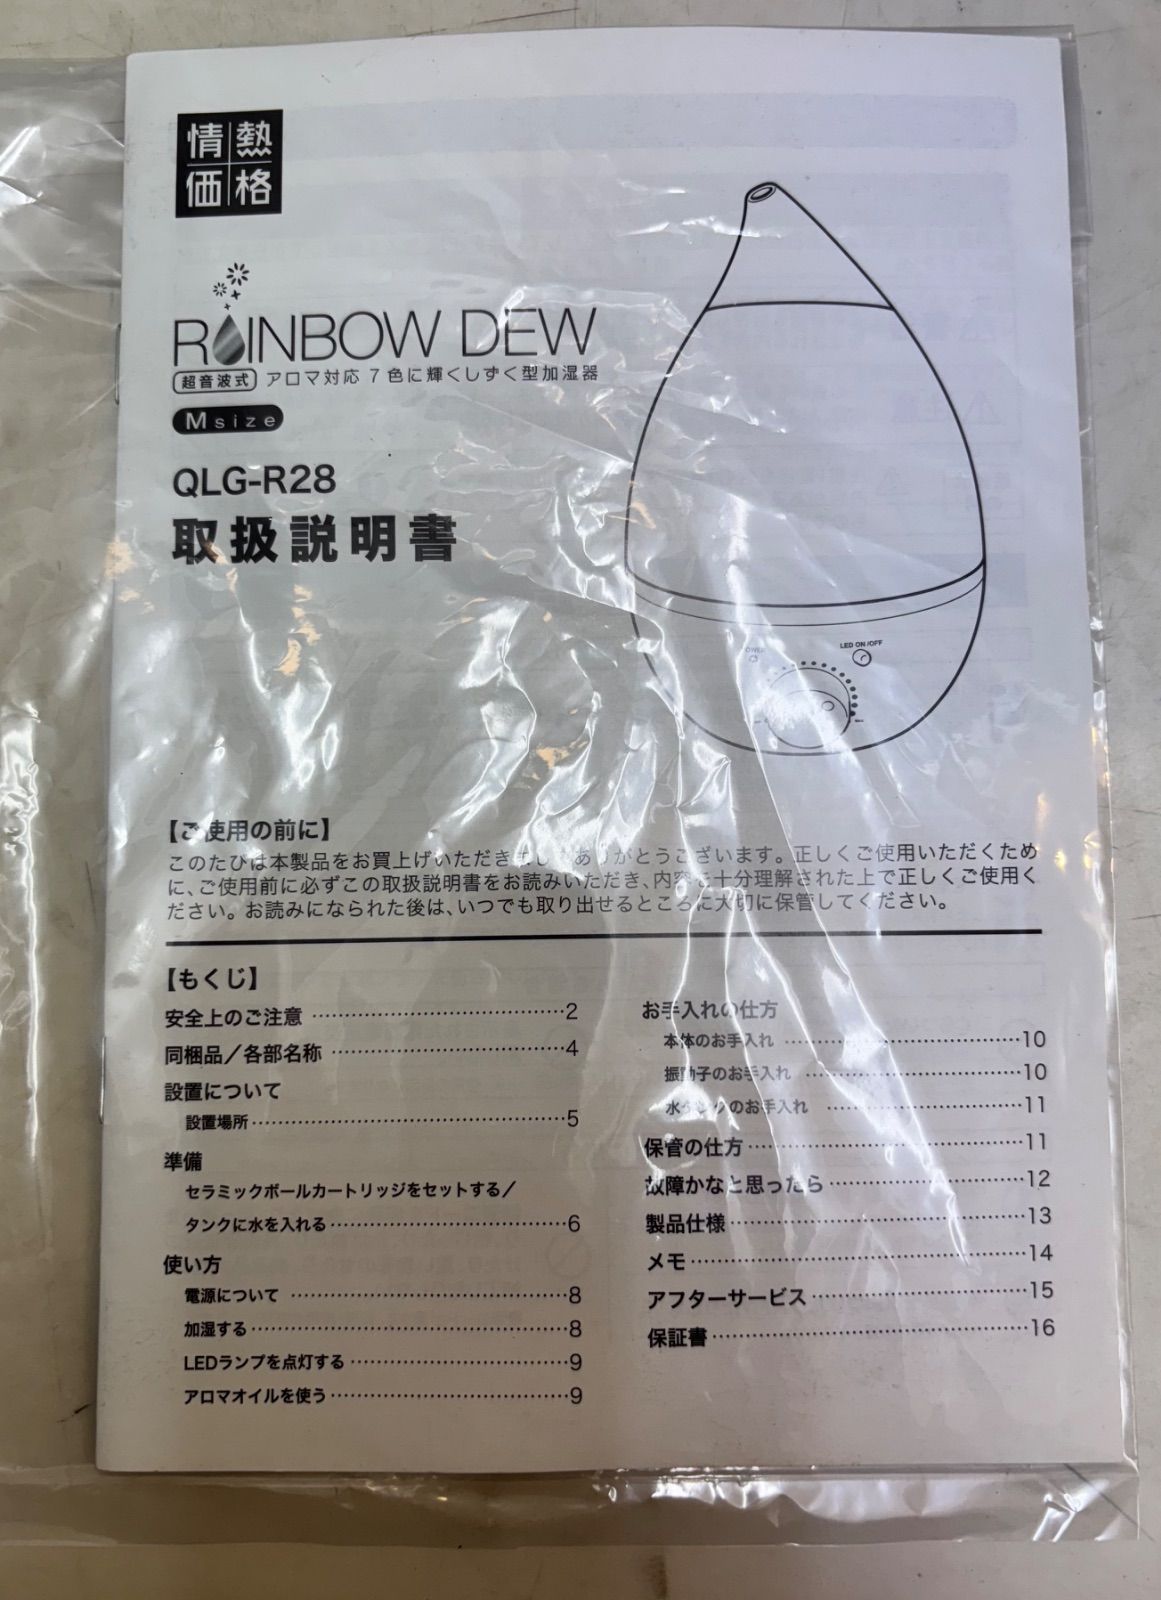 情熱
価格
RAINBOW DEW
超音波式 アロマ対応 7色に輝くしずく型加湿器
M size
QLG-R28
取扱説明書
LED ON/OFF
【ご使用の前に】
このたびは本製品をお買上げいただきましてありがとうございます。正しくご使用いただくため
に、ご使用前に必ずこの取扱説明書をお読みいただき、内容を十分理解された上で正しくご使用く
ださい。お読みになられた後は、いつでも取り出せるところに大切に保管してください。
【もくじ】
安全上のご注意 ……………………………… 2
同梱品／各部名称 ……………………………… 4
設置について
設置場所 ……………………………… 5
準備
セラミックボールカートリッジをセットする／
タンクに水を入れる ……………………………… 6
使い方
電源について ……………………………… 8
加湿する ……………………………… 8
LEDランプを点灯する ……………………………… 9
アロマオイルを使う ……………………………… 9
お手入れの仕方
本体のお手入れ ……………………………… 10
振動子のお手入れ ……………………………… 10
水タンクのお手入れ ……………………………… 11
保管の仕方 ……………………………… 11
故障かなと思ったら ……………………………… 12
製品仕様 ……………………………… 13
メモ ……………………………… 14
アフターサービス ……………………………… 15
保証書 ……………………………… 16